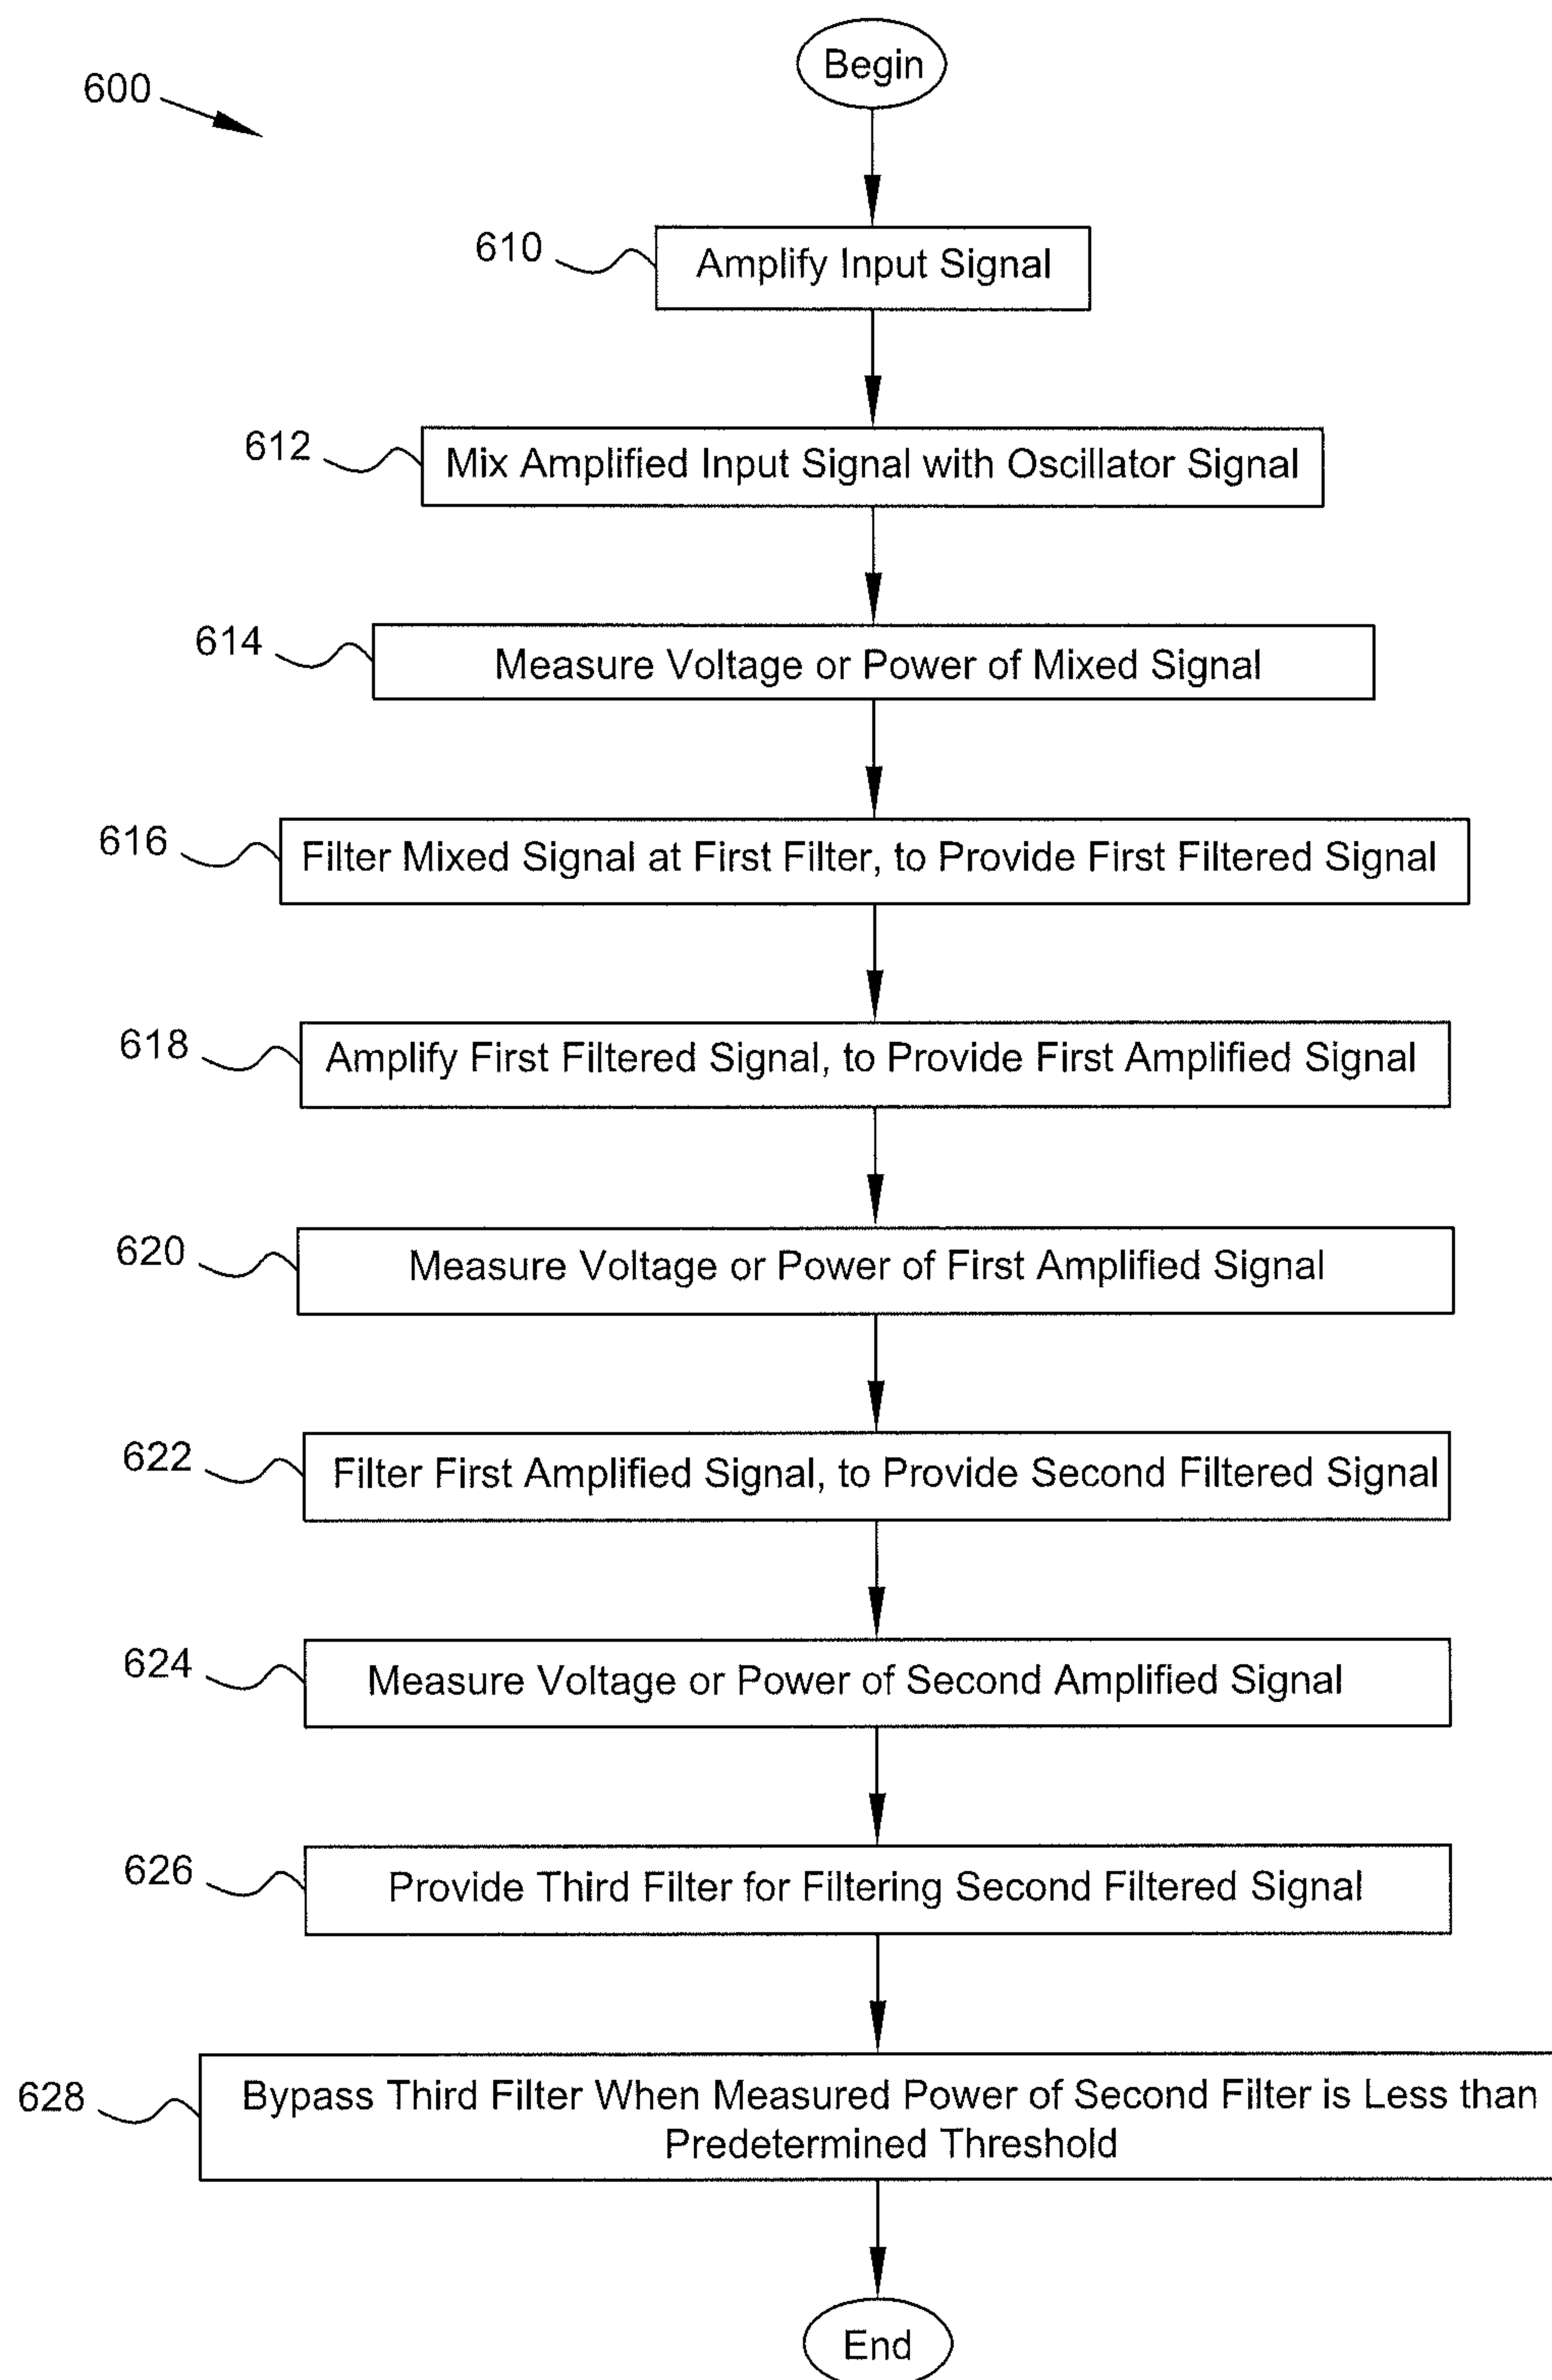 Begin
600
610
Amplify Input Signal
612
Mix Amplified Input Signal with Oscillator Signal
614
Measure Voltage or Power of Mixed Signal
616
Filter Mixed Signal at First Filter, to Provide First Filtered Signal
618
Amplify First Filtered Signal, to Provide First Amplified Signal
620
Measure Voltage or Power of First Amplified Signal
622
Filter First Amplified Signal, to Provide Second Filtered Signal
624
Measure Voltage or Power of Second Amplified Signal
626
Provide Third Filter for Filtering Second Filtered Signal
628
Bypass Third Filter When Measured Power of Second Filter is Less than
Predetermined Threshold
End